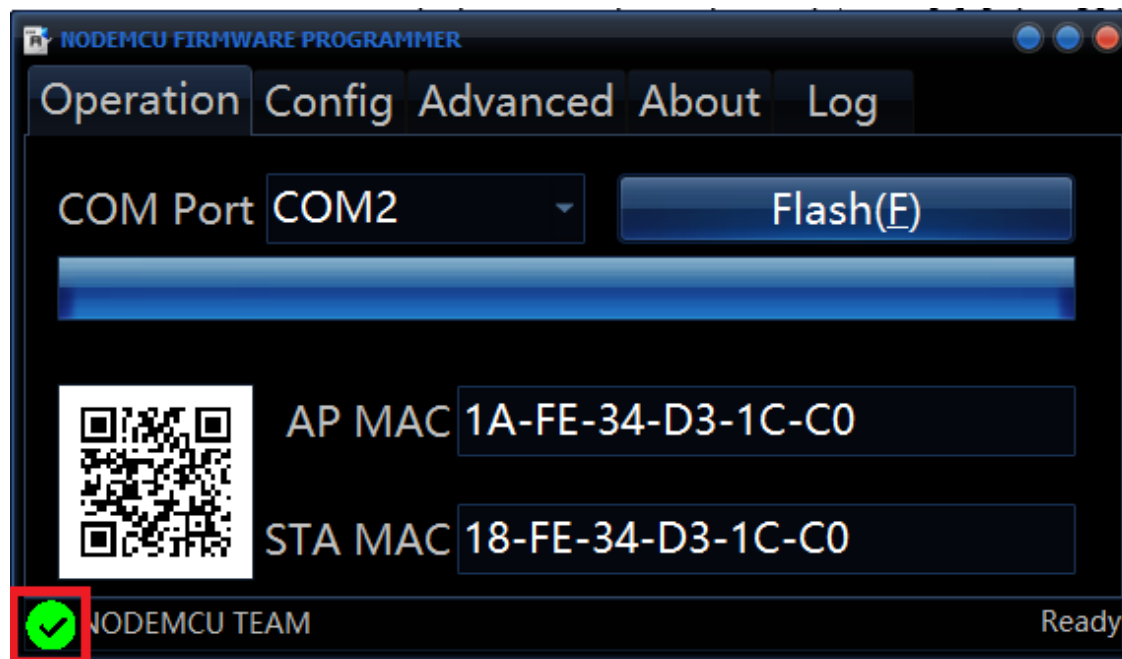 NODEMCU FIRMWARE PROGRAMMER
Operation Config Advanced About Log
COM Port COM2 Flash(F)
AP MAC 1A-FE-34-D3-1C-C0
STA MAC 18-FE-34-D3-1C-C0
NODEMCU TEAM Ready